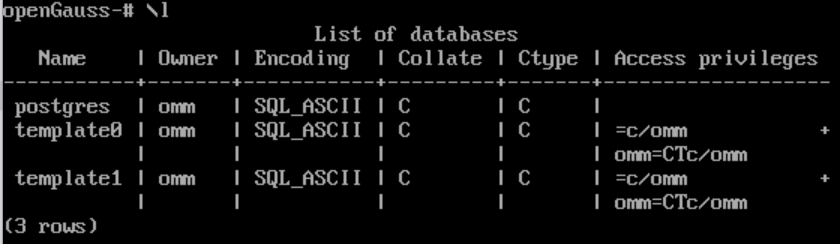 openGauss-# \l
                          List of databases
   Name    | Owner | Encoding  | Collate | Ctype | Access privileges
-----------+-------+-----------+---------+-------+-------------------
 postgres  | omm   | SQL_ASCII | C       | C     |
 template0 | omm   | SQL_ASCII | C       | C     | =c/omm           +
           |       |           |         |       | omm=CTc/omm
 template1 | omm   | SQL_ASCII | C       | C     | =c/omm           +
           |       |           |         |       | omm=CTc/omm
(3 rows)